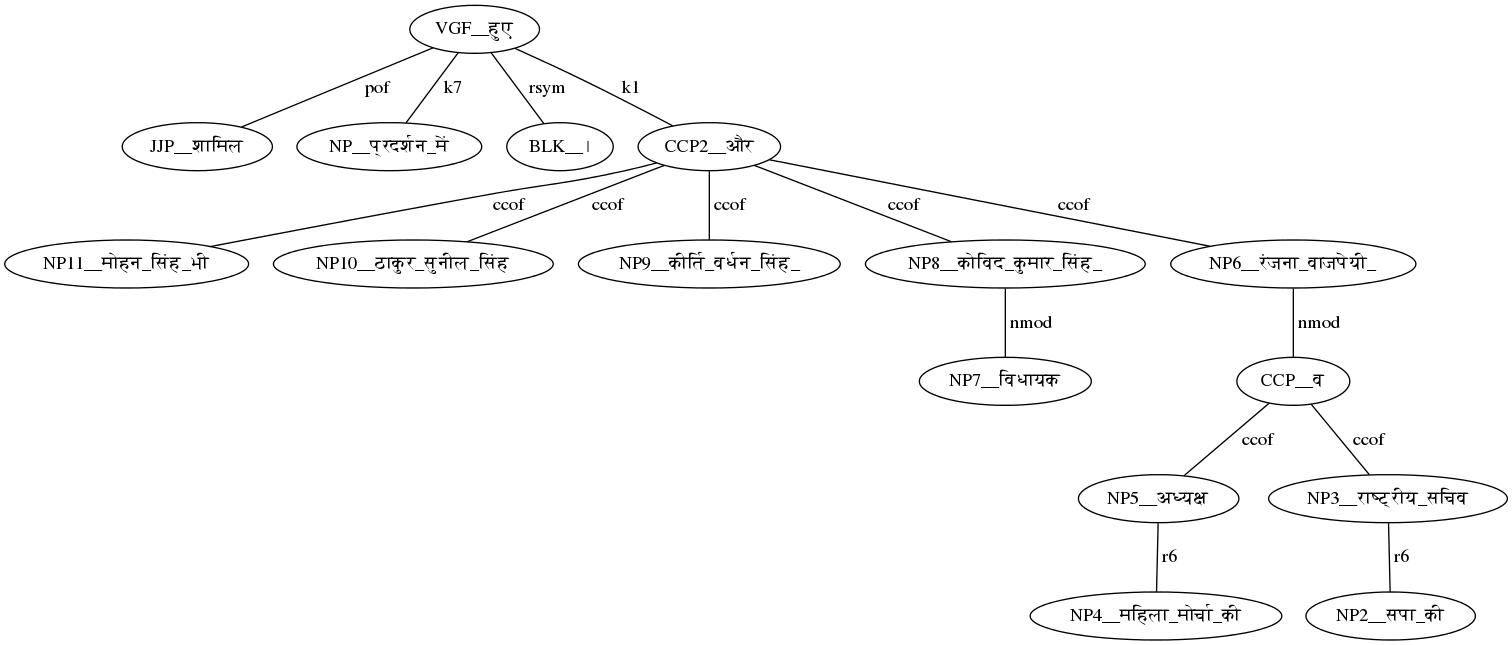 VGF__हुए
pof k7 rsym k1
JJP__शामिल NP__प्रदर्शन_में BLK__। CCP2__और
ccof ccof ccof ccof ccof
NP11__मोहन_सिंह_भी NP10__ठाकुर_सुनील_सिंह NP9__कीर्ति_वर्धन_सिंह_ NP8__कोविद_कुमार_सिंह_ NP6__रंजना_वाजपेयी_
nmod nmod
NP7__विधायक CCP__व
ccof ccof
NP5__अध्यक्ष NP3__राष्ट्रीय_सचिव
r6 r6
NP4__महिला_मोर्चा_की NP2__सपा_की